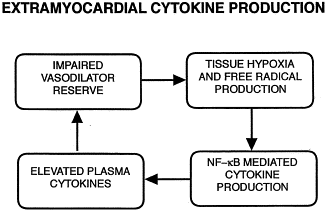 EXTRAMYOCARDIAL CYTOKINE PRODUCTION
IMPAIRED
VASODILATOR
RESERVE
TISSUE HYPOXIA
AND FREE RADICAL
PRODUCTION
ELEVATED PLASMA
CYTOKINES
NF-κB MEDIATED
CYTOKINE
PRODUCTION